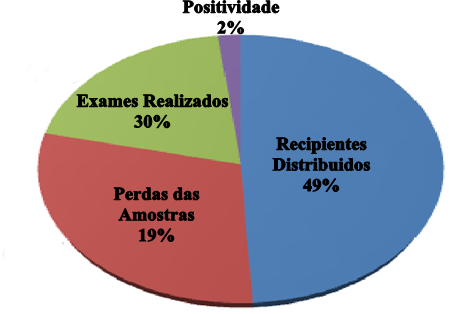 Positividade
2%
Exames Realizados
30%
Recipientes
Distribuidos
49%
Perdas das
Amostras
19%